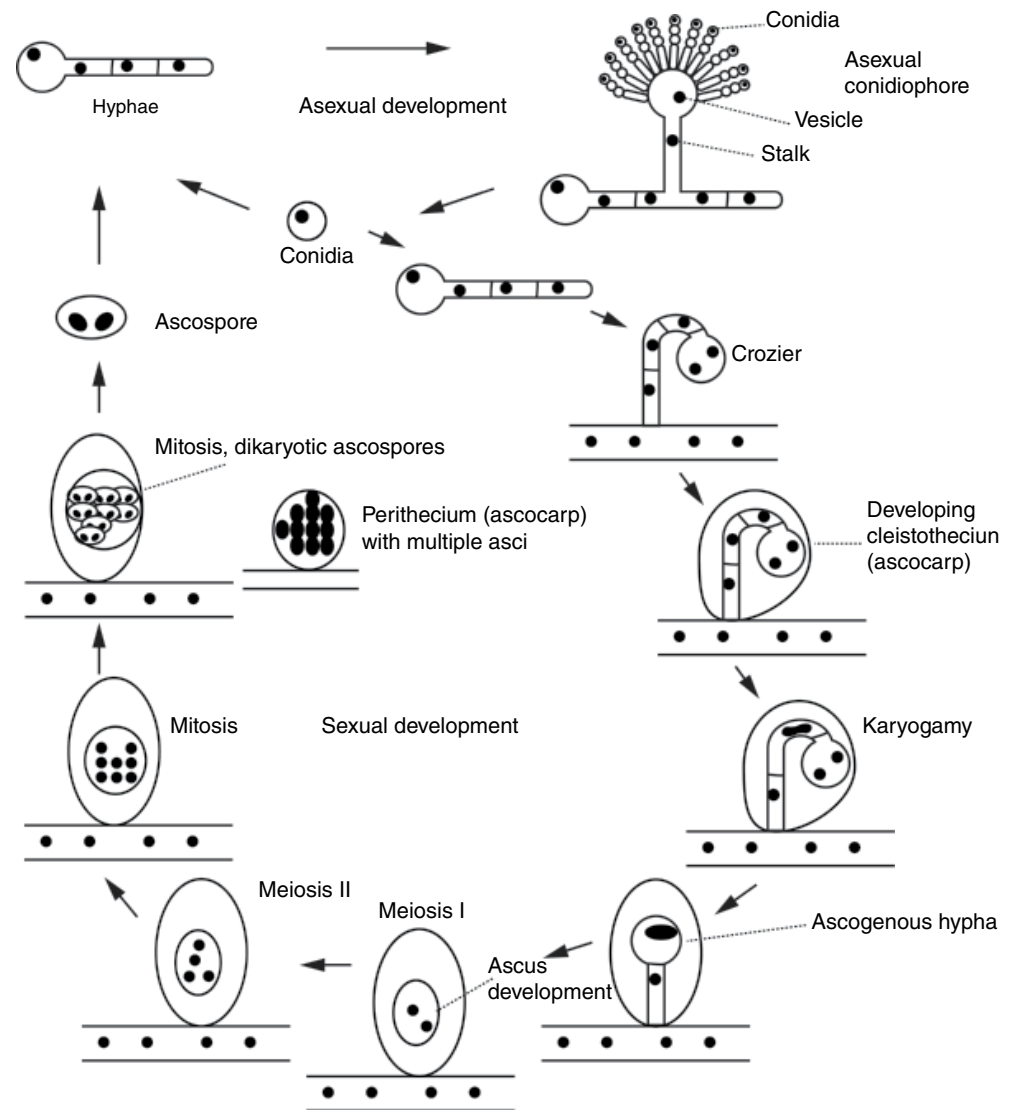 Conidia
Asexual
conidiophore
Hyphae
Asexual development
Vesicle
Stalk
Conidia
Ascospore
Crozier
Mitosis, dikaryotic ascospores
Perithecium (ascocarp)
with multiple asci
Developing
cleistotheciun
(ascocarp)
Mitosis
Sexual development
Karyogamy
Meiosis II
Meiosis I
Ascogenous hypha
Ascus
development